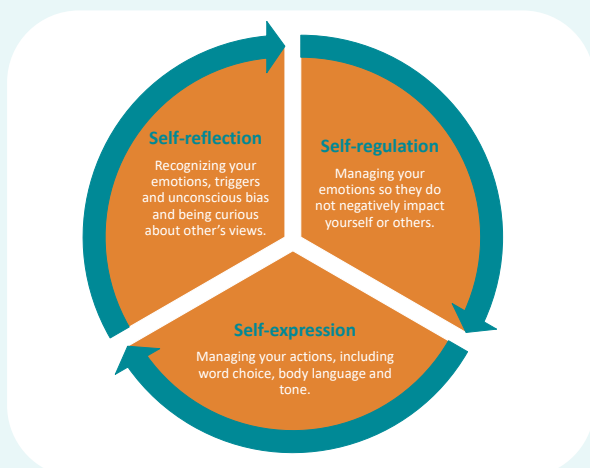 Self-reflection
Recognizing your
emotions, triggers
and unconscious bias
and being curious
about other's views.
Self-regulation
Managing your
emotions so they do
not negatively impact
yourself or others.
Self-expression
Managing your actions, including
word choice, body language and
tone.